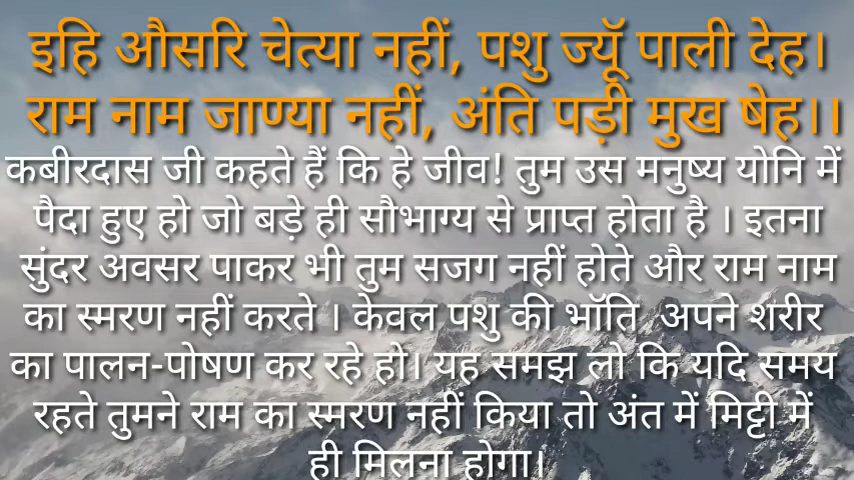 इहि औसरि चेत्या नहीं, पशु ज्यूॅ पाली देह।
राम नाम जाण्या नहीं, अंति पड़ी मुख षेह।।
कबीरदास जी कहते हैं कि हे जीव! तुम उस मनुष्य योनि में
पैदा हुए हो जो बड़े ही सौभाग्य से प्राप्त होता है । इतना
सुंदर अवसर पाकर भी तुम सजग नहीं होते और राम नाम
का स्मरण नहीं करते । केवल पशु की भॉति अपने शरीर
का पालन-पोषण कर रहे हो। यह समझ लो कि यदि समय
रहते तुमने राम का स्मरण नहीं किया तो अंत में मिट्टी में
ही मिलना होगा।